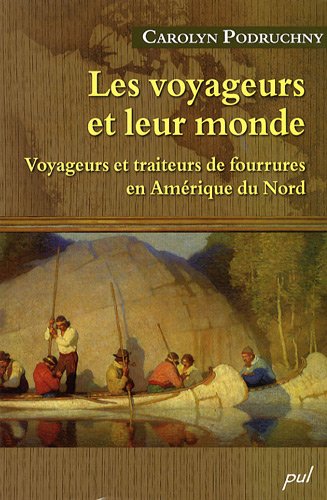 CAROLYN PODRUCHNY
Les voyageurs
et leur monde
Voyageurs et traiteurs de fourrures
en Amérique du Nord
pul